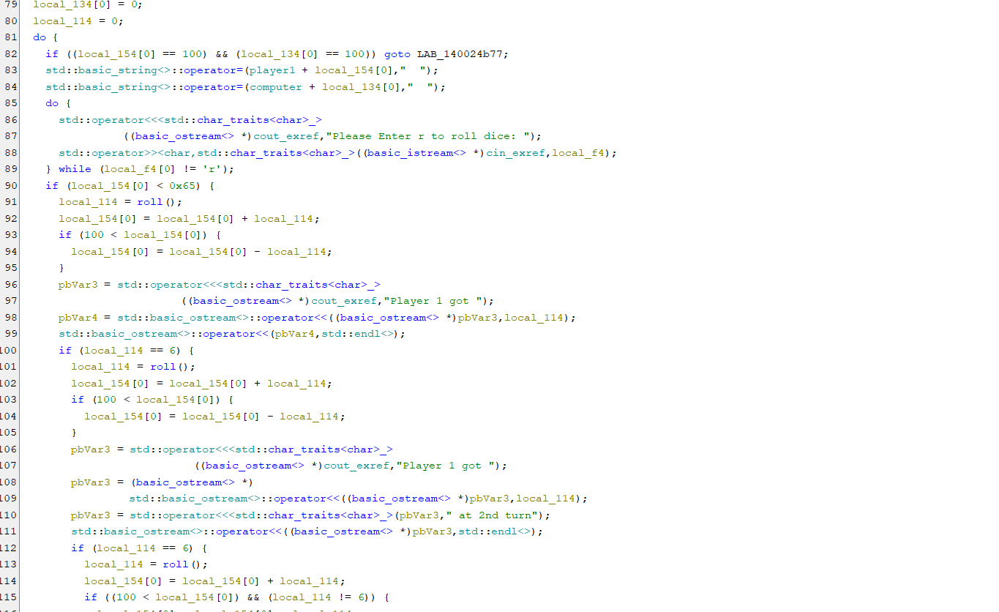 79 local_134[0] = 0;
80 local_114 = 0;
81 do {
82 if ((local_154[0] == 100) && (local_134[0] == 100)) goto LAB_140024b77;
83 std::basic_string<>::operator=(player1 + local_154[0],"  ");
84 std::basic_string<>::operator=(computer + local_134[0],"  ");
85 do {
86 std::operator<<<std::char_traits<char>_>
87 ((basic_ostream<> *)cout_exref,"Please Enter r to roll dice: ");
88 std::operator>><char,std::char_traits<char>_>((basic_istream<> *)cin_exref,local_f4);
89 } while (local_f4[0] != 'r');
90 if (local_154[0] < 0x65) {
91 local_114 = roll();
92 local_154[0] = local_154[0] + local_114;
93 if (100 < local_154[0]) {
94 local_154[0] = local_154[0] - local_114;
95 }
96 pbVar3 = std::operator<<<std::char_traits<char>_>
97 ((basic_ostream<> *)cout_exref,"Player 1 got ");
98 pbVar4 = std::basic_ostream<>::operator<<((basic_ostream<> *)pbVar3,local_114);
99 std::basic_ostream<>::operator<<(pbVar4,std::endl<>);
100 if (local_114 == 6) {
101 local_114 = roll();
102 local_154[0] = local_154[0] + local_114;
103 if (100 < local_154[0]) {
104 local_154[0] = local_154[0] - local_114;
105 }
106 pbVar3 = std::operator<<<std::char_traits<char>_>
107 ((basic_ostream<> *)cout_exref,"Player 1 got ");
108 pbVar3 = (basic_ostream<> *)
109 std::basic_ostream<>::operator<<((basic_ostream<> *)pbVar3,local_114);
110 pbVar3 = std::operator<<<std::char_traits<char>_>(pbVar3," at 2nd turn");
111 std::basic_ostream<>::operator<<((basic_ostream<> *)pbVar3,std::endl<>);
112 if (local_114 == 6) {
113 local_114 = roll();
114 local_154[0] = local_154[0] + local_114;
115 if ((100 < local_154[0]) && (local_114 != 6)) {